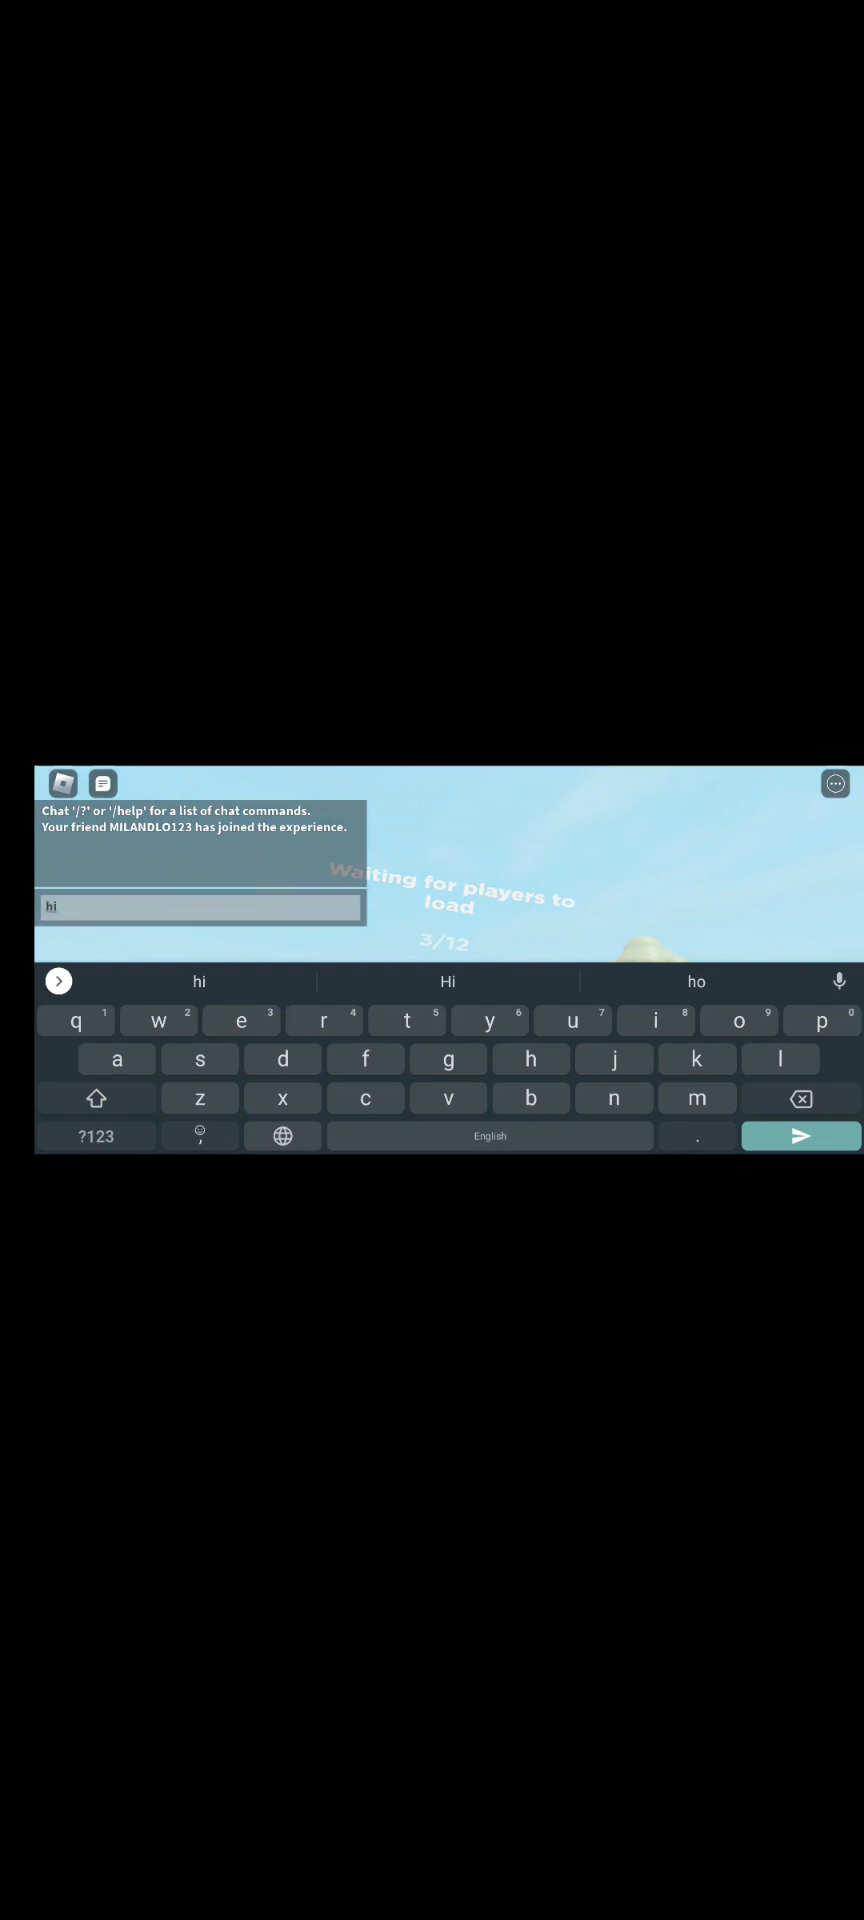 Chat '/?' or '/help' for a list of chat commands.
Your friend MILANDLO123 has joined the experience.
Waiting for players to
load
3/12
hi
hi Hi ho
q 1 w 2 e 3 r 4 t 5 y 6 u 7 i 8 o 9 p 0
a s d f g h j k l
z x c v b n m
?123 , English .